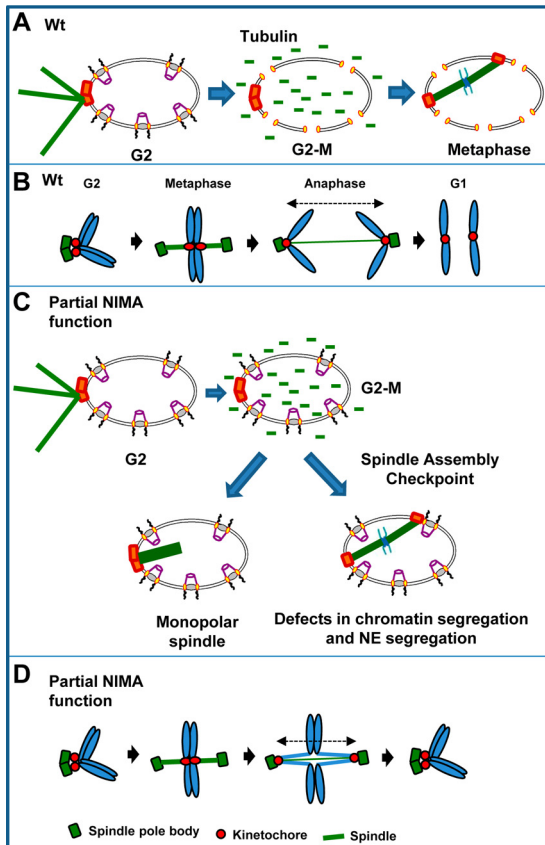 A Wt
Tubulin
G2
G2-M
Metaphase
B Wt
G2
Metaphase
Anaphase
G1
C Partial NIMA
function
G2
G2-M
Spindle Assembly
Checkpoint
Monopolar
spindle
Defects in chromatin segregation
and NE segregation
D Partial NIMA
function
Spindle pole body
Kinetochore
Spindle